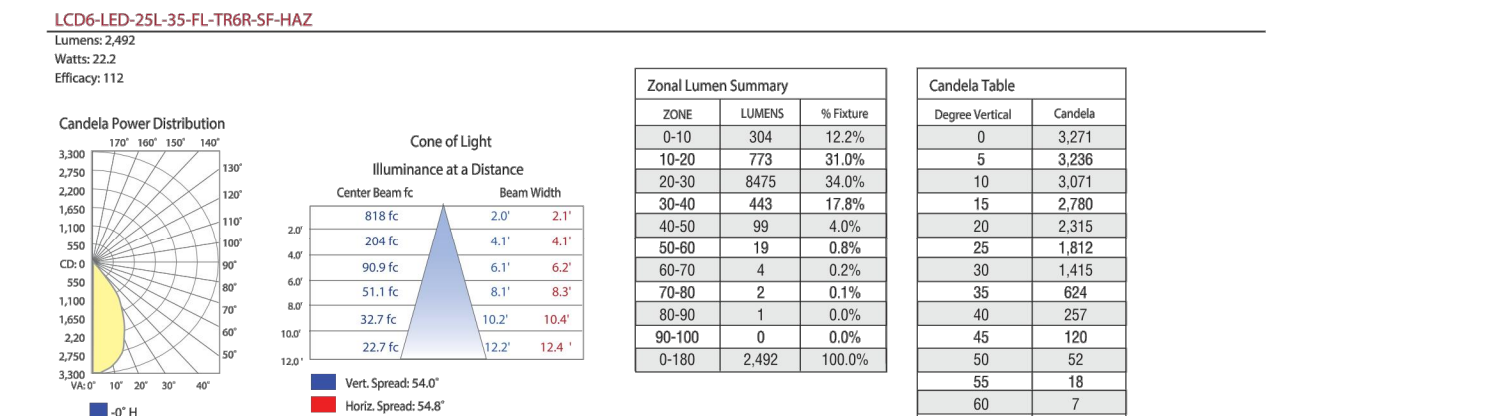 LCD6-LED-25L-35-FL-TR6R-SF-HAZ
Lumens: 2,492
Watts: 22.2
Efficacy: 112
Candela Power Distribution
170° 160° 150° 140°
130°
120°
110°
100°
90°
80°
70°
60°
50°
3,300
2,750
2,200
1,650
1,100
550
CD: 0
550
1,100
1,650
2,20
2,750
3,300
VA: 0° 10° 20° 30° 40°
-0° H
Cone of Light
Illuminance at a Distance
Center Beam fc Beam Width
818 fc 2.0' 2.1'
2.0'
204 fc 4.1' 4.1'
4.0'
90.9 fc 6.1' 6.2'
6.0'
51.1 fc 8.1' 8.3'
8.0'
32.7 fc 10.2' 10.4'
10.0'
22.7 fc 12.2' 12.4 '
12.0 '
Vert. Spread: 54.0°
Horiz. Spread: 54.8°
Zonal Lumen Summary
ZONE LUMENS % Fixture
0-10 304 12.2%
10-20 773 31.0%
20-30 8475 34.0%
30-40 443 17.8%
40-50 99 4.0%
50-60 19 0.8%
60-70 4 0.2%
70-80 2 0.1%
80-90 1 0.0%
90-100 0 0.0%
0-180 2,492 100.0%
Candela Table
Degree Vertical Candela
0 3,271
5 3,236
10 3,071
15 2,780
20 2,315
25 1,812
30 1,415
35 624
40 257
45 120
50 52
55 18
60 7